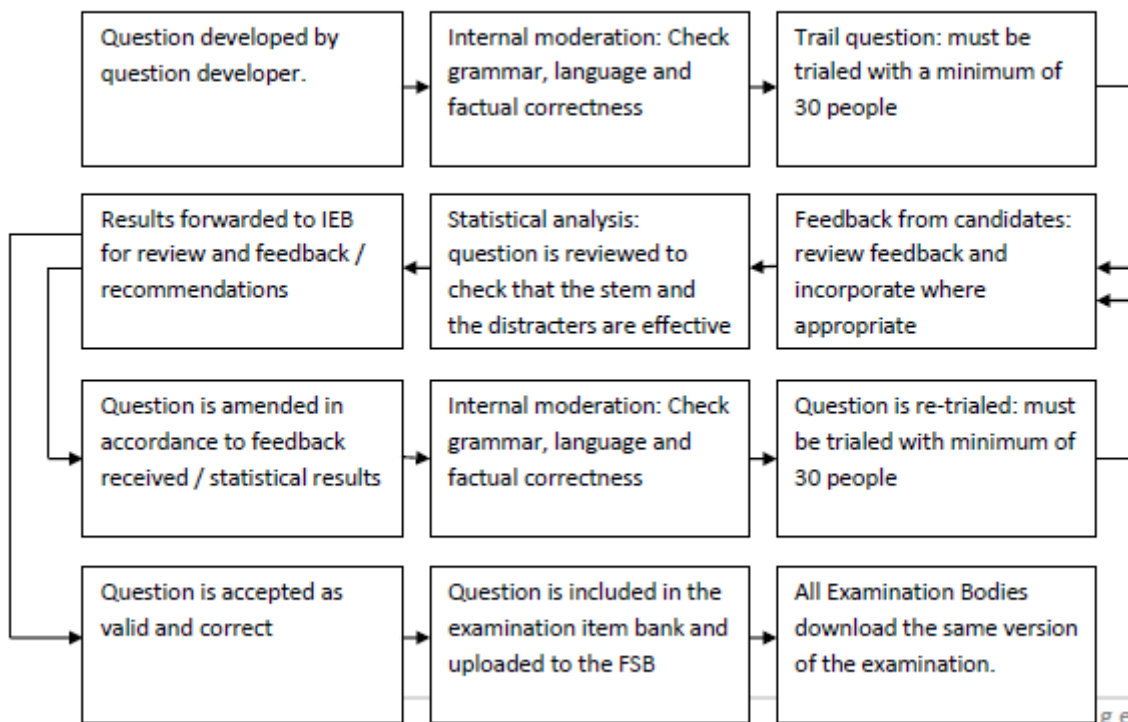 Question developed by
question developer.
Internal moderation: Check
grammar, language and
factual correctness
Trail question: must be
trialed with a minimum of
30 people
Results forwarded to IEB
for review and feedback /
recommendations
Statistical analysis:
question is reviewed to
check that the stem and
the distracters are effective
Feedback from candidates:
review feedback and
incorporate where
appropriate
Question is amended in
accordance to feedback
received / statistical results
Internal moderation: Check
grammar, language and
factual correctness
Question is re-trialed: must
be trialed with minimum of
30 people
Question is accepted as
valid and correct
Question is included in the
examination item bank and
uploaded to the FSB
All Examination Bodies
download the same version
of the examination.